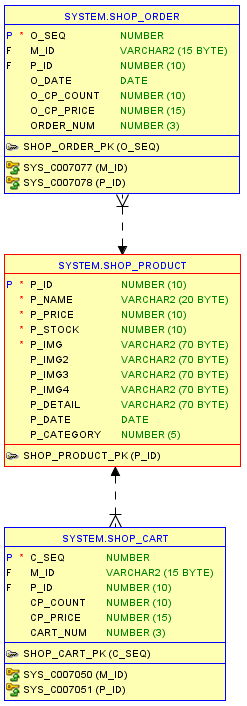 SYSTEM.SHOP_ORDER
P * O_SEQ NUMBER
F M_ID VARCHAR2 (15 BYTE)
F P_ID NUMBER (10)
O_DATE DATE
O_CP_COUNT NUMBER (10)
O_CP_PRICE NUMBER (15)
ORDER_NUM NUMBER (3)
SHOP_ORDER_PK (O_SEQ)
SYS_C007077 (M_ID)
SYS_C007078 (P_ID)
SYSTEM.SHOP_PRODUCT
P * P_ID NUMBER (10)
* P_NAME VARCHAR2 (20 BYTE)
* P_PRICE NUMBER (10)
* P_STOCK NUMBER (10)
* P_IMG VARCHAR2 (70 BYTE)
P_IMG2 VARCHAR2 (70 BYTE)
P_IMG3 VARCHAR2 (70 BYTE)
P_IMG4 VARCHAR2 (70 BYTE)
P_DETAIL VARCHAR2 (70 BYTE)
P_DATE DATE
P_CATEGORY NUMBER (5)
SHOP_PRODUCT_PK (P_ID)
SYSTEM.SHOP_CART
P * C_SEQ NUMBER
F M_ID VARCHAR2 (15 BYTE)
F P_ID NUMBER (10)
CP_COUNT NUMBER (10)
CP_PRICE NUMBER (15)
CART_NUM NUMBER (3)
SHOP_CART_PK (C_SEQ)
SYS_C007050 (M_ID)
SYS_C007051 (P_ID)